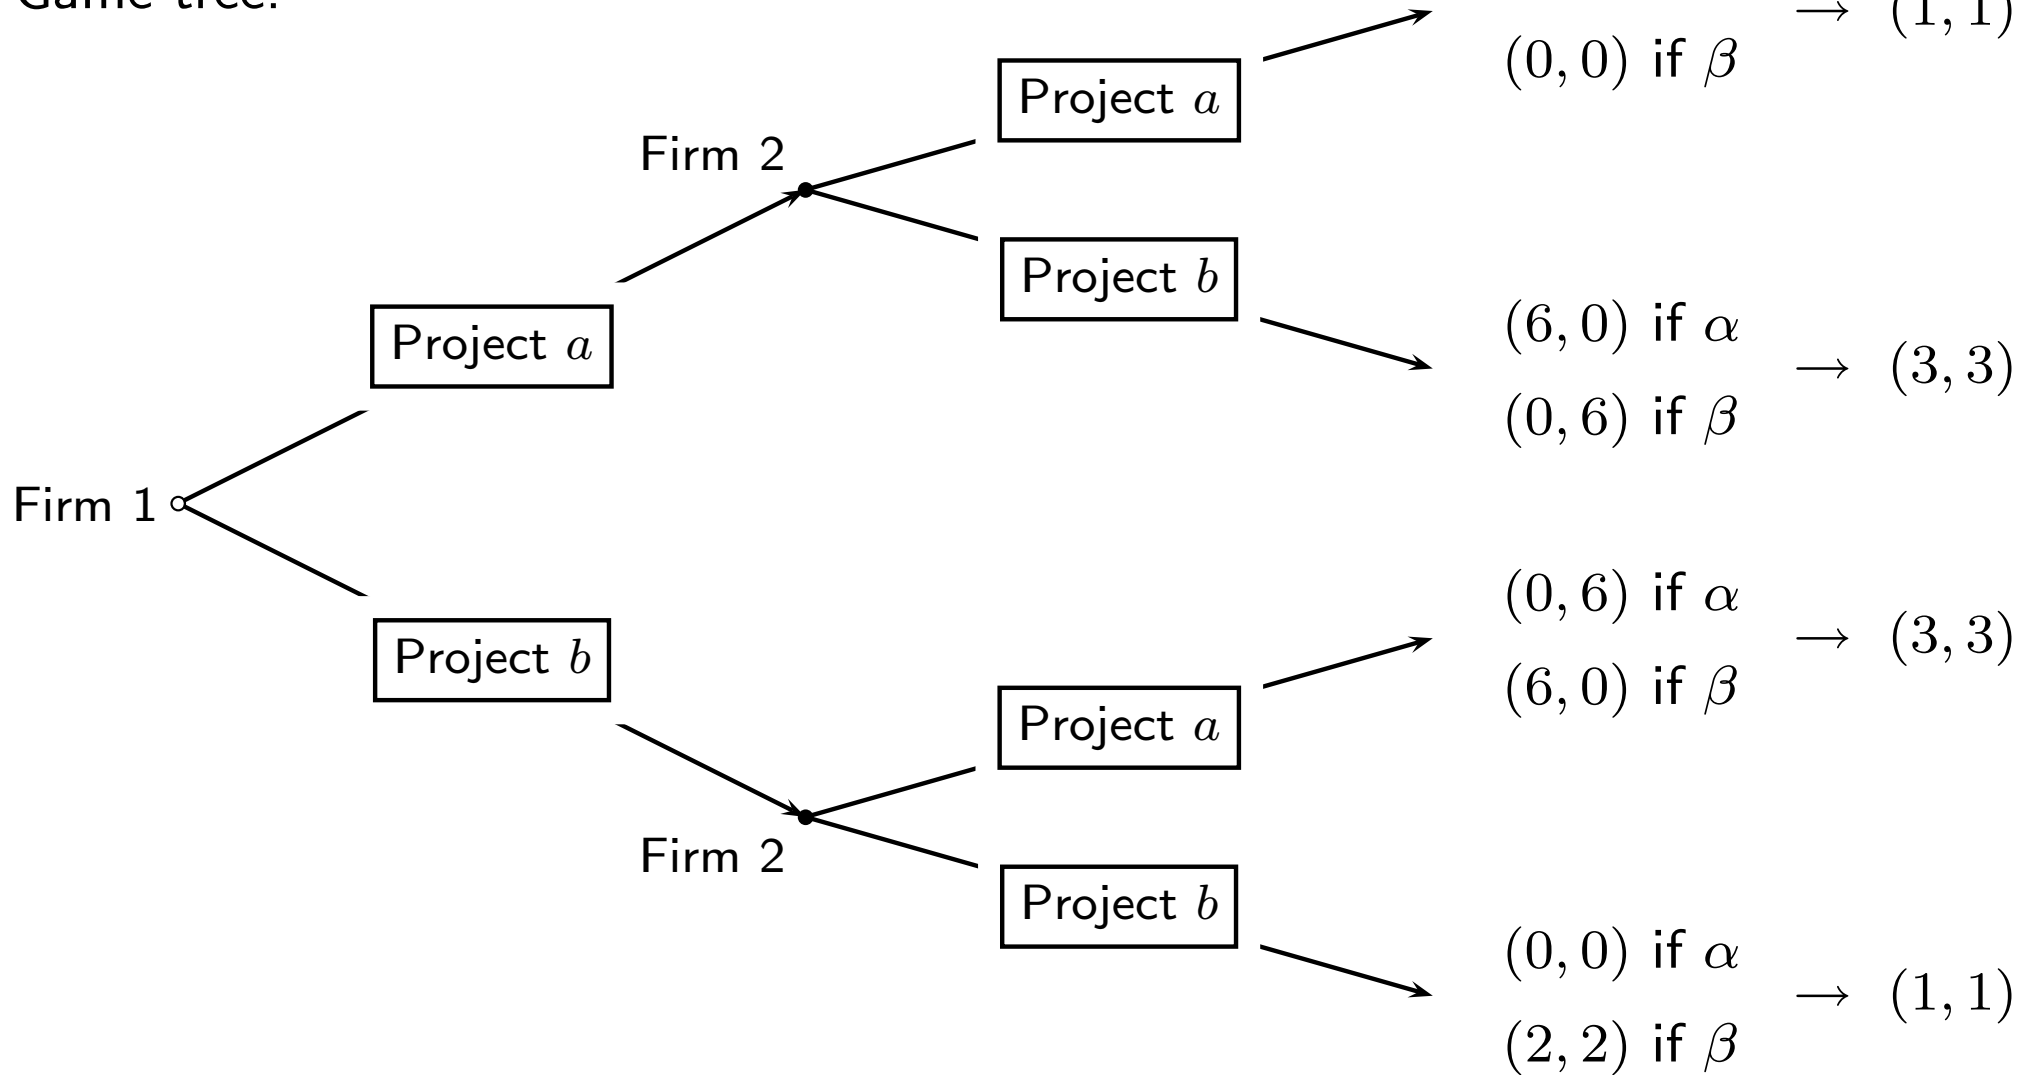 Game tree:
→ (1, 1)
(0, 0) if β
Project a
Firm 2
Project b
(6, 0) if α
Project a
→ (3, 3)
(0, 6) if β
Firm 1
(0, 6) if α
Project b
→ (3, 3)
(6, 0) if β
Project a
Firm 2
Project b
(0, 0) if α
→ (1, 1)
(2, 2) if β